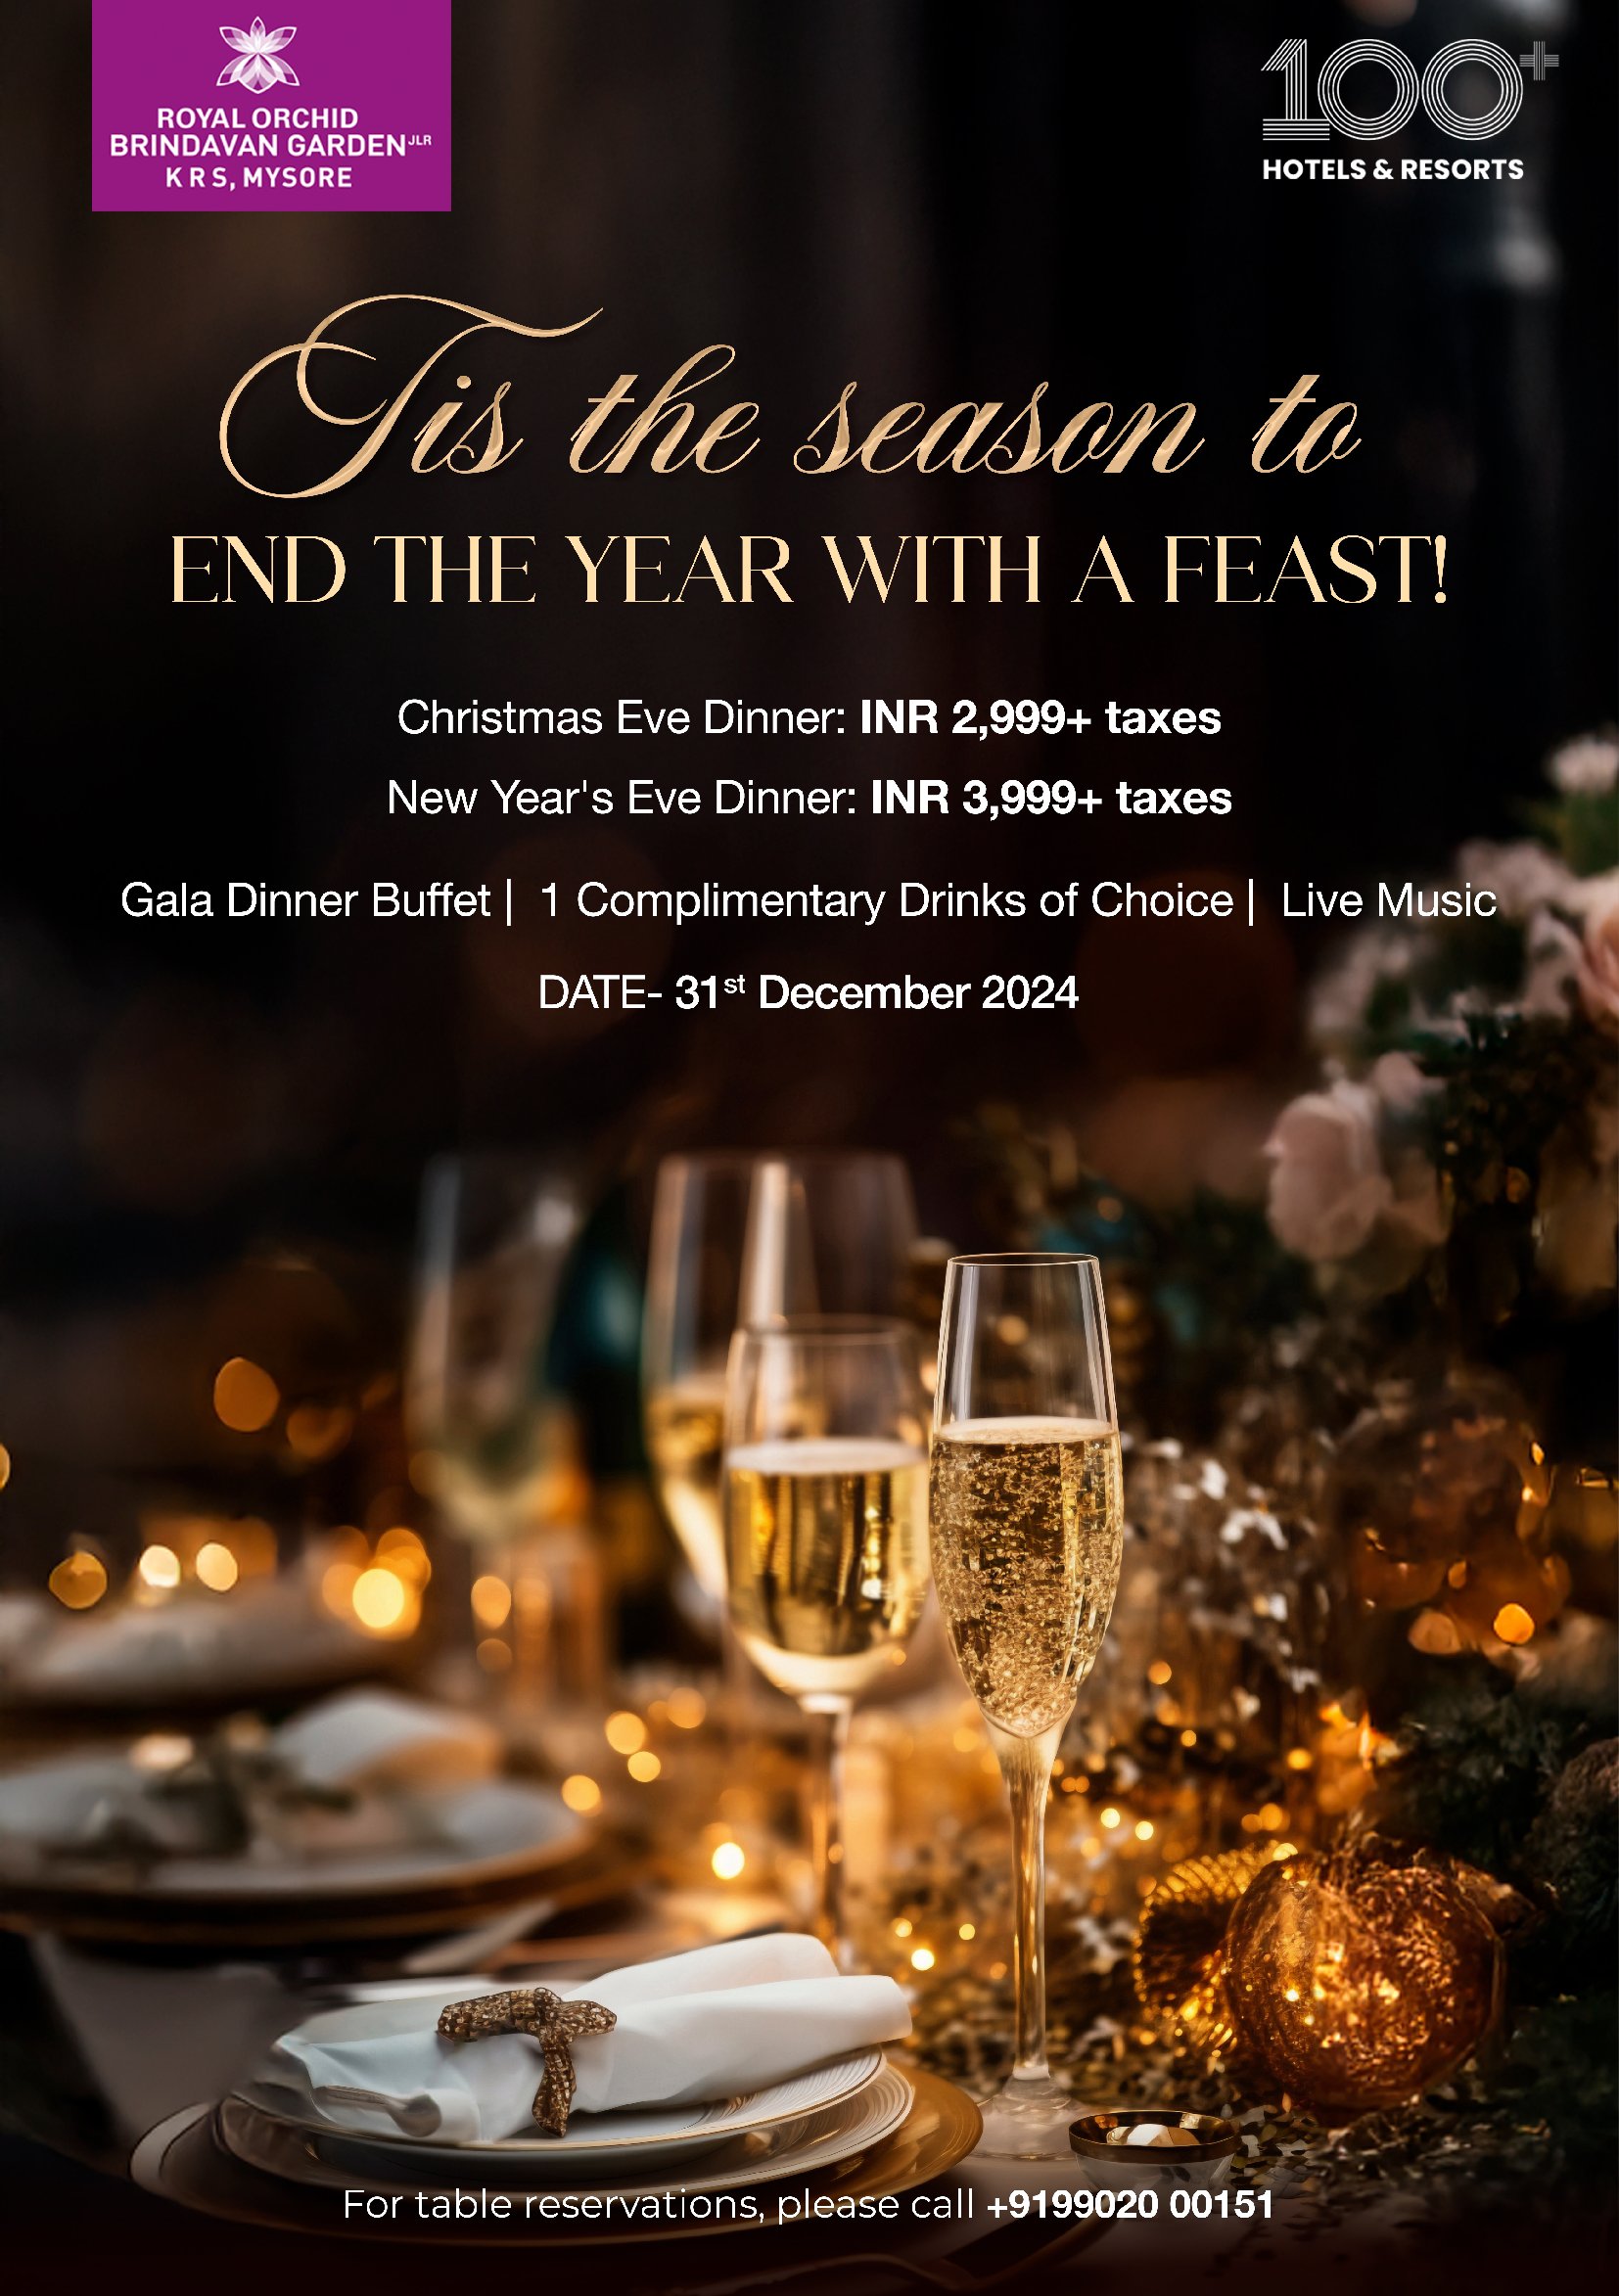 ROYAL ORCHID
BRINDAVAN GARDEN JLR
K R S, MYSORE
100+
HOTELS & RESORTS
Tis the season to
END THE YEAR WITH A FEAST!
Christmas Eve Dinner: INR 2,999+ taxes
New Year's Eve Dinner: INR 3,999+ taxes
Gala Dinner Buffet | 1 Complimentary Drinks of Choice | Live Music
DATE- 31st December 2024
For table reservations, please call +9199020 00151